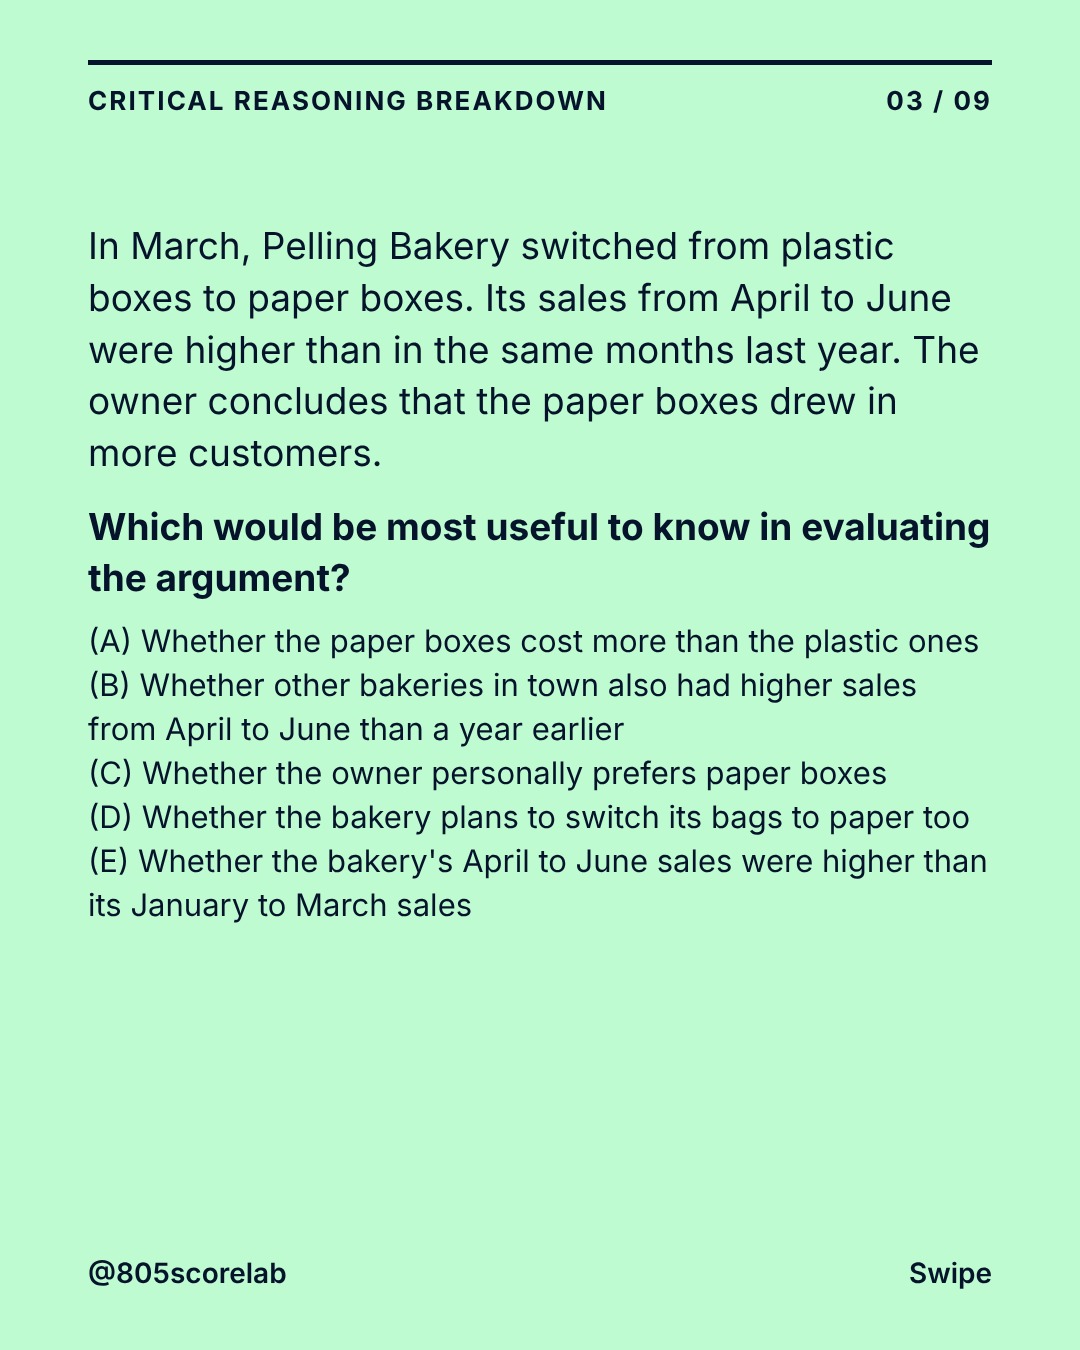 CRITICAL REASONING BREAKDOWN
03 / 09
In March, Pelling Bakery switched from plastic
boxes to paper boxes. Its sales from April to June
were higher than in the same months last year. The
owner concludes that the paper boxes drew in
more customers.
Which would be most useful to know in evaluating
the argument?
(A) Whether the paper boxes cost more than the plastic ones
(B) Whether other bakeries in town also had higher sales
from April to June than a year earlier
(C) Whether the owner personally prefers paper boxes
(D) Whether the bakery plans to switch its bags to paper too
(E) Whether the bakery's April to June sales were higher than
its January to March sales
@805scorelab
Swipe